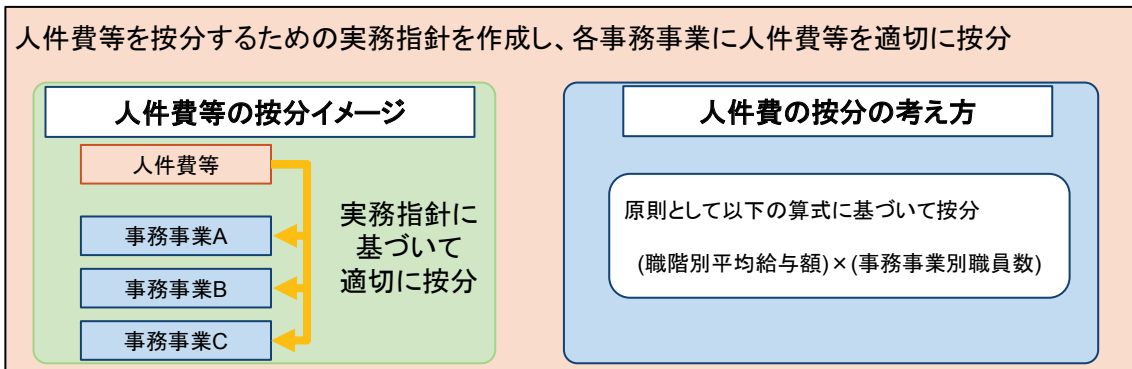 人件費等を按分するための実務指針を作成し、各事務事業に人件費等を適切に按分
人件費等の按分イメージ
人件費等
事務事業A
事務事業B
事務事業C
実務指針に
基づいて
適切に按分
人件費の按分の考え方
原則として以下の算式に基づいて按分
(職階別平均給与額)×(事務事業別職員数)